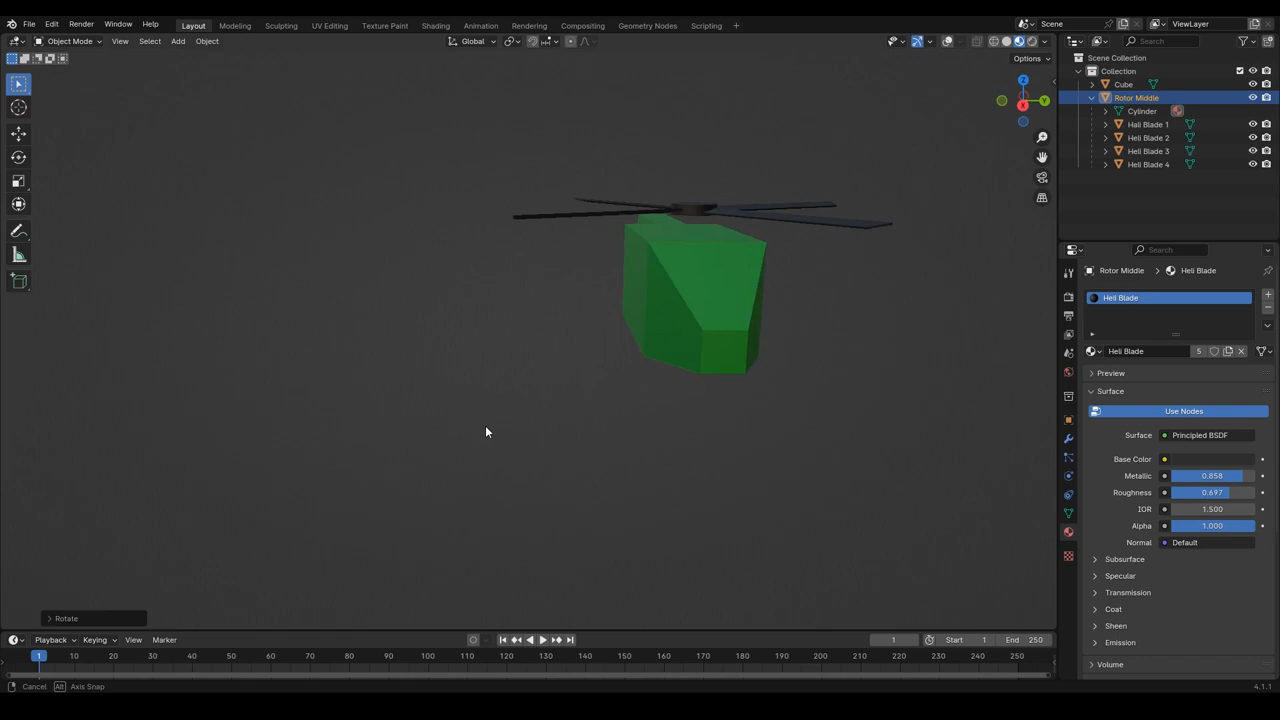 File Edit Render Window Help Layout Modeling Sculpting UV Editing Texture Paint Shading Animation Rendering Compositing Geometry Nodes Scripting + Scene ViewLayer
Object Mode View Select Add Object Global Search
Options
Scene Collection
Collection
Cube
Rotor Middle
Cylinder
Heli Blade 1
Heli Blade 2
Heli Blade 3
Heli Blade 4
Z
Y
X
Search
Rotor Middle > Heli Blade
Heli Blade
Heli Blade 5
Preview
Surface
Use Nodes
Surface Principled BSDF
Base Color
Metallic 0.858
Roughness 0.697
IOR 1.500
Alpha 1.000
Normal Default
Subsurface
Specular
Transmission
Coat
Sheen
Emission
Volume
Rotate
Playback Keying View Marker 1 Start 1 End 250
1 10 20 30 40 50 60 70 80 90 100 110 120 130 140 150 160 170 180 190 200 210 220 230 240 250
Cancel Alt Axis Snap 4.1.1